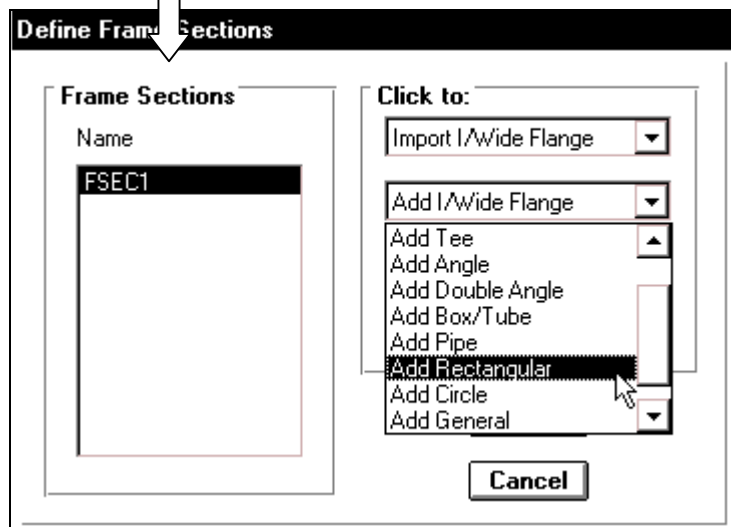 Define Frame Sections
Frame Sections
Name
FSEC1
Click to:
Import I/Wide Flange
Add I/Wide Flange
Add Tee
Add Angle
Add Double Angle
Add Box/Tube
Add Pipe
Add Rectangular
Add Circle
Add General
Cancel